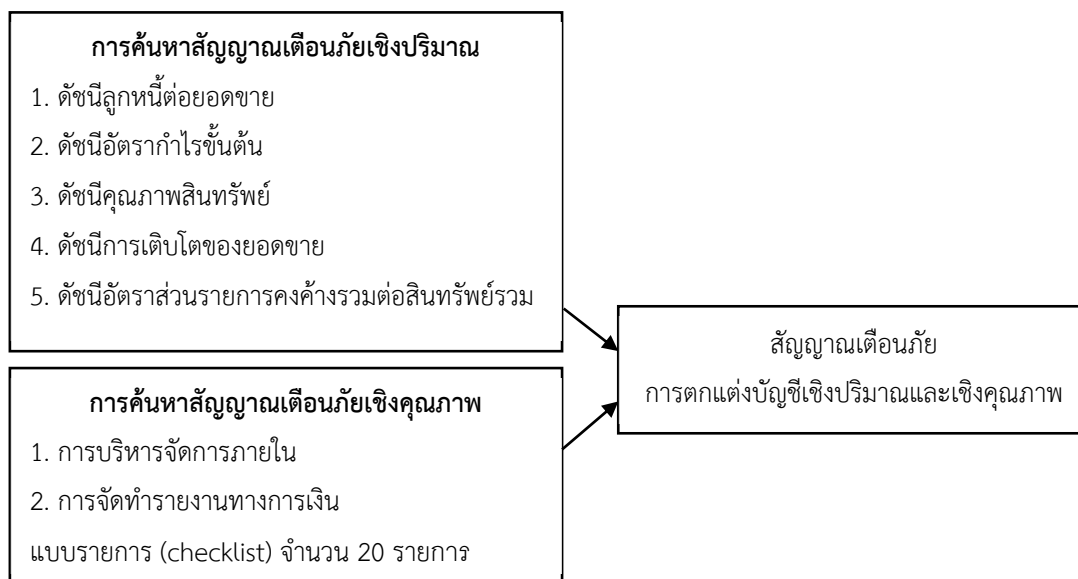 การค้นหาสัญญาณเตือนภัยเชิงปริมาณ
1. ดัชนีลูกหนี้ต่อยอดขาย
2. ดัชนีอัตรากำไรขั้นต้น
3. ดัชนีคุณภาพสินทรัพย์
4. ดัชนีการเติบโตของยอดขาย
5. ดัชนีอัตราส่วนรายการคงค้างรวมต่อสินทรัพย์รวม
การค้นหาสัญญาณเตือนภัยเชิงคุณภาพ
1. การบริหารจัดการภายใน
2. การจัดทำรายงานทางการเงิน
แบบรายการ (checklist) จำนวน 20 รายการ
สัญญาณเตือนภัย
การตกแต่งบัญชีเชิงปริมาณและเชิงคุณภาพ